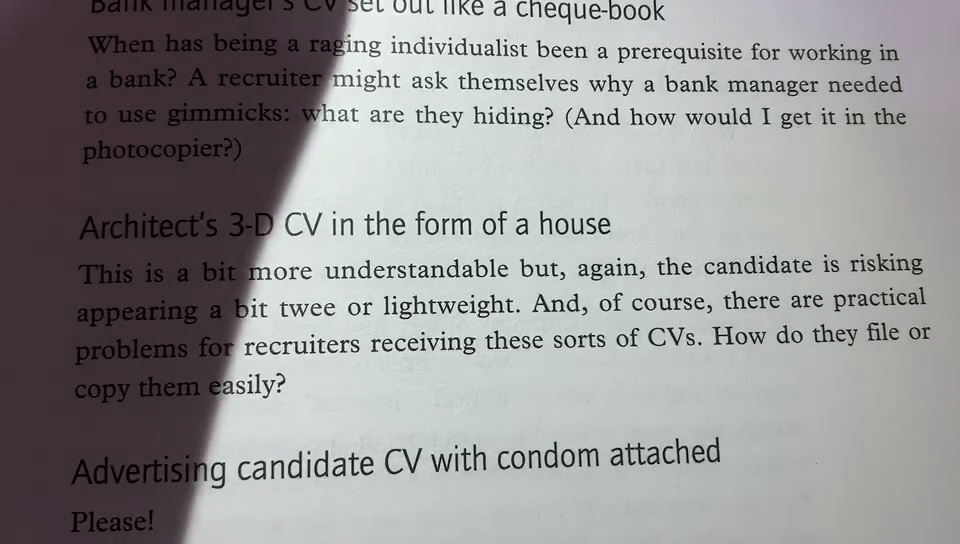 Bank manager's CV set out like a cheque-book
When has being a raging individualist been a prerequisite for working in
a bank? A recruiter might ask themselves why a bank manager needed
to use gimmicks: what are they hiding? (And how would I get it in the
photocopier?)
Architect's 3-D CV in the form of a house
This is a bit more understandable but, again, the candidate is risking
appearing a bit twee or lightweight. And, of course, there are practical
problems for recruiters receiving these sorts of CVs. How do they file or
copy them easily?
Advertising candidate CV with condom attached
Please!